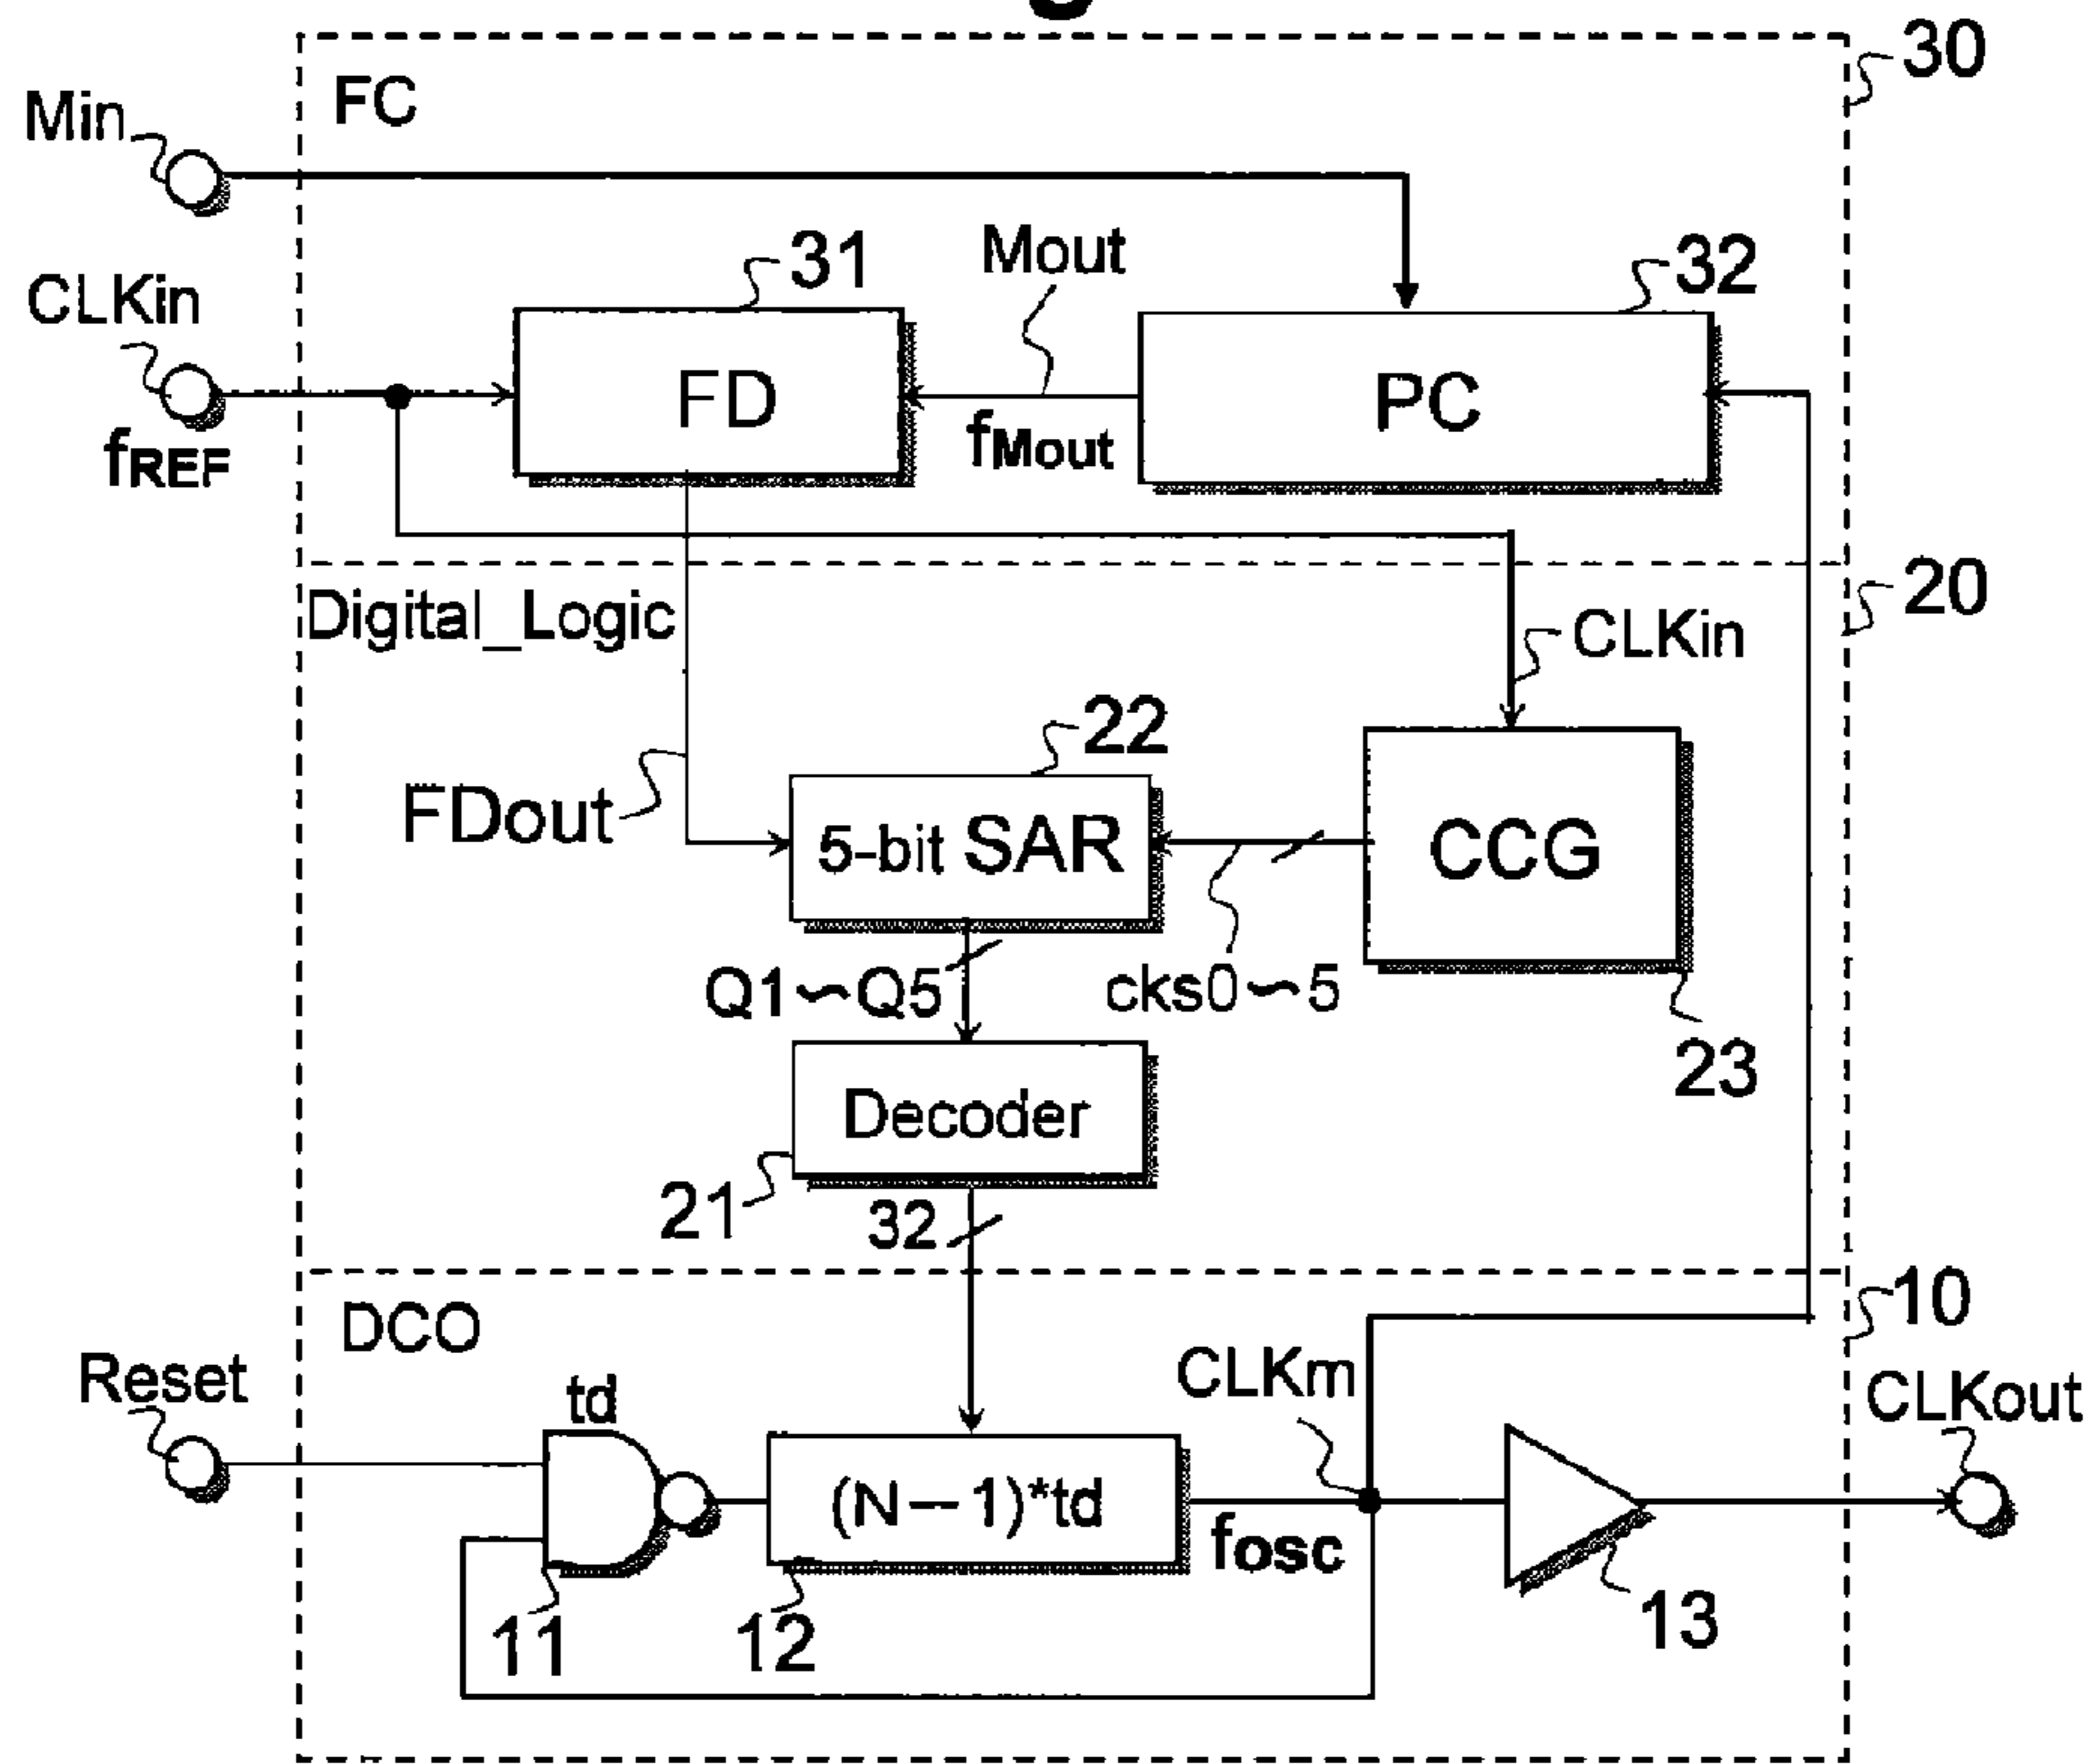 30
FC
Min
31
Mout
32
CLKin
FD
PC
fREF
fMout
20
Digital_Logic
CLKin
22
FDout
5-bit SAR
CCG
Q1~Q5
cks0~5
23
Decoder
21
32
10
DCO
Reset
td
CLKm
CLKout
(N-1)*td
fosc
11
12
13